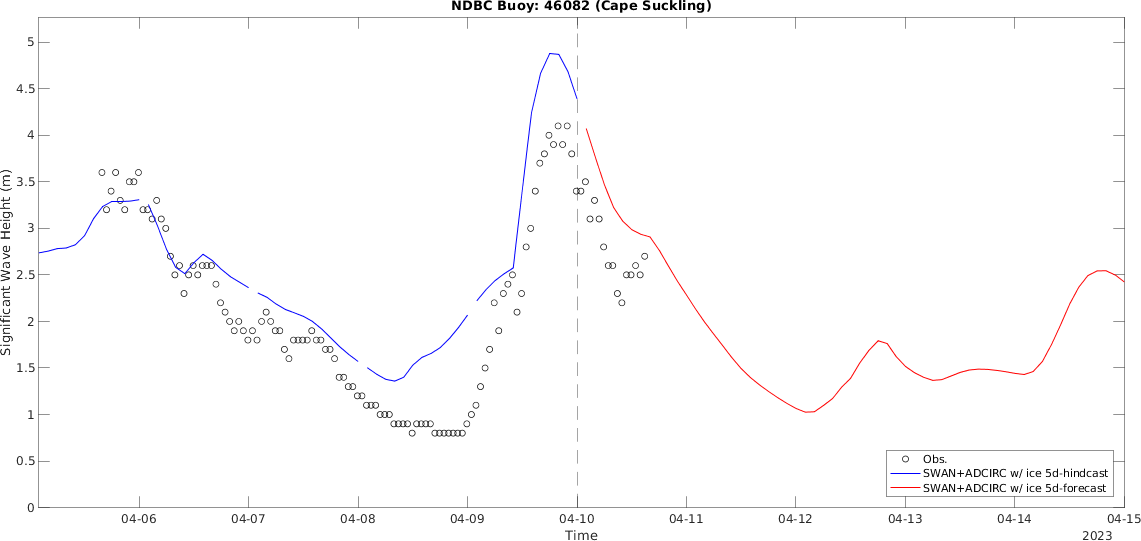 NDBC Buoy: 46082 (Cape Suckling)
Significant Wave Height (m)
5
4.5
4
3.5
3
2.5
2
1.5
1
0.5
0
Obs.
SWAN+ADCIRC w/ ice 5d-hindcast
SWAN+ADCIRC w/ ice 5d-forecast
04-06 04-07 04-08 04-09 04-10 04-11 04-12 04-13 04-14 04-15
Time
2023